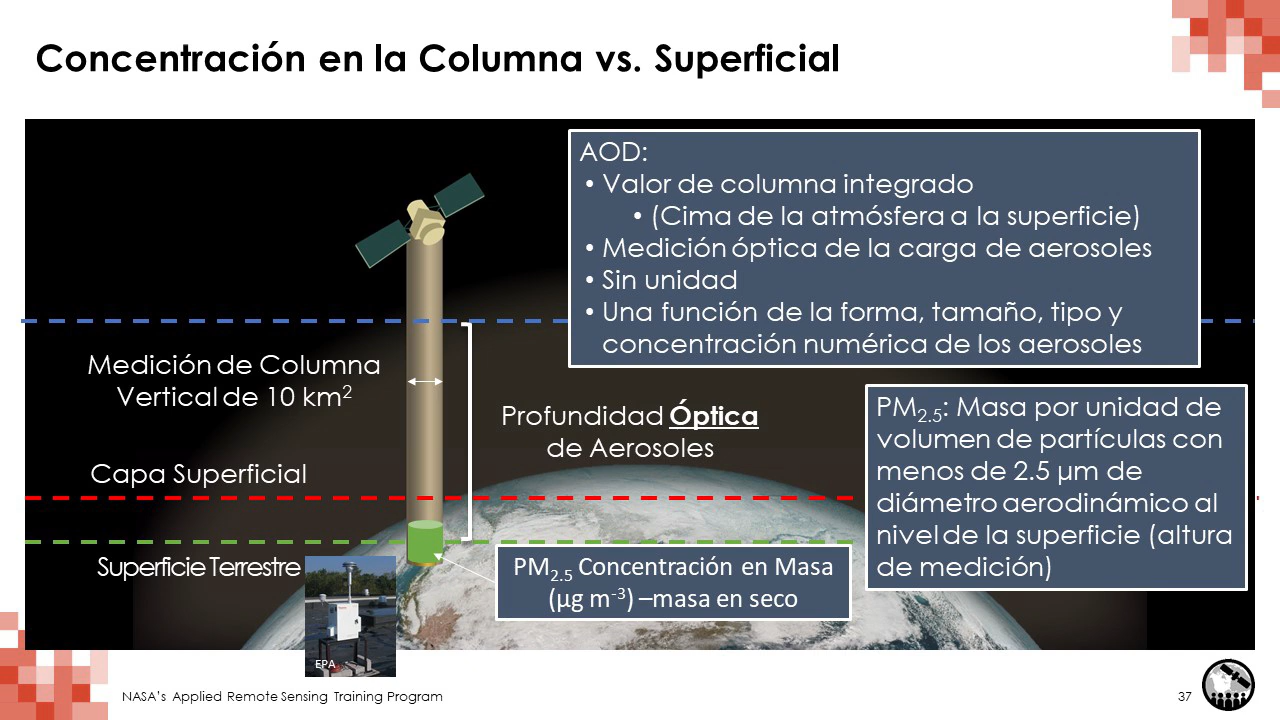 Concentración en la Columna vs. Superficial
AOD:
• Valor de columna integrado
• (Cima de la atmósfera a la superficie)
• Medición óptica de la carga de aerosoles
• Sin unidad
• Una función de la forma, tamaño, tipo y
concentración numérica de los aerosoles
Medición de Columna
Vertical de 10 km²
Profundidad Óptica
de Aerosoles
PM₂.₅: Masa por unidad de
volumen de partículas con
menos de 2.5 µm de
diámetro aerodinámico al
nivel de la superficie (altura
de medición)
Capa Superficial
Superficie Terrestre
PM₂.₅ Concentración en Masa
(µg m⁻³) –masa en seco
EPA
NASA's Applied Remote Sensing Training Program
37